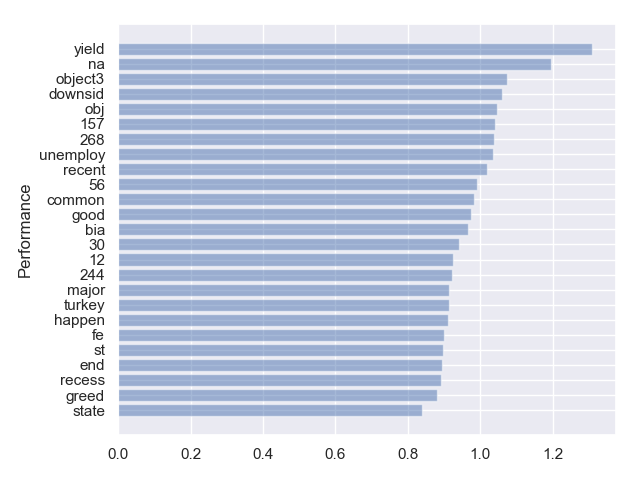 yield
na
object3
downsid
obj
157
268
unemploy
recent
56
common
good
bia
30
12
244
major
turkey
happen
fe
st
end
recess
greed
state
Performance
0.0 0.2 0.4 0.6 0.8 1.0 1.2